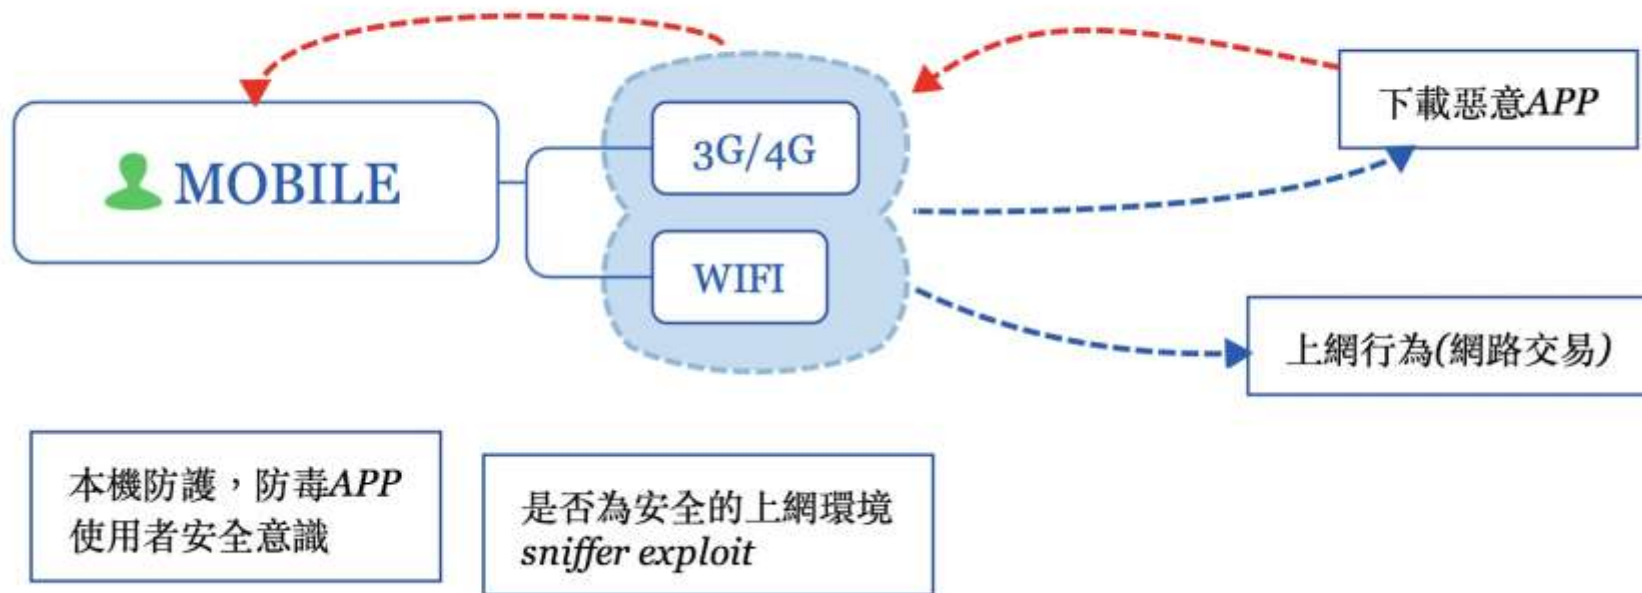 下載惡意APP
3G/4G
MOBILE
WIFI
上網行為(網路交易)
本機防護，防毒APP
使用者安全意識
是否為安全的上網環境
sniffer exploit